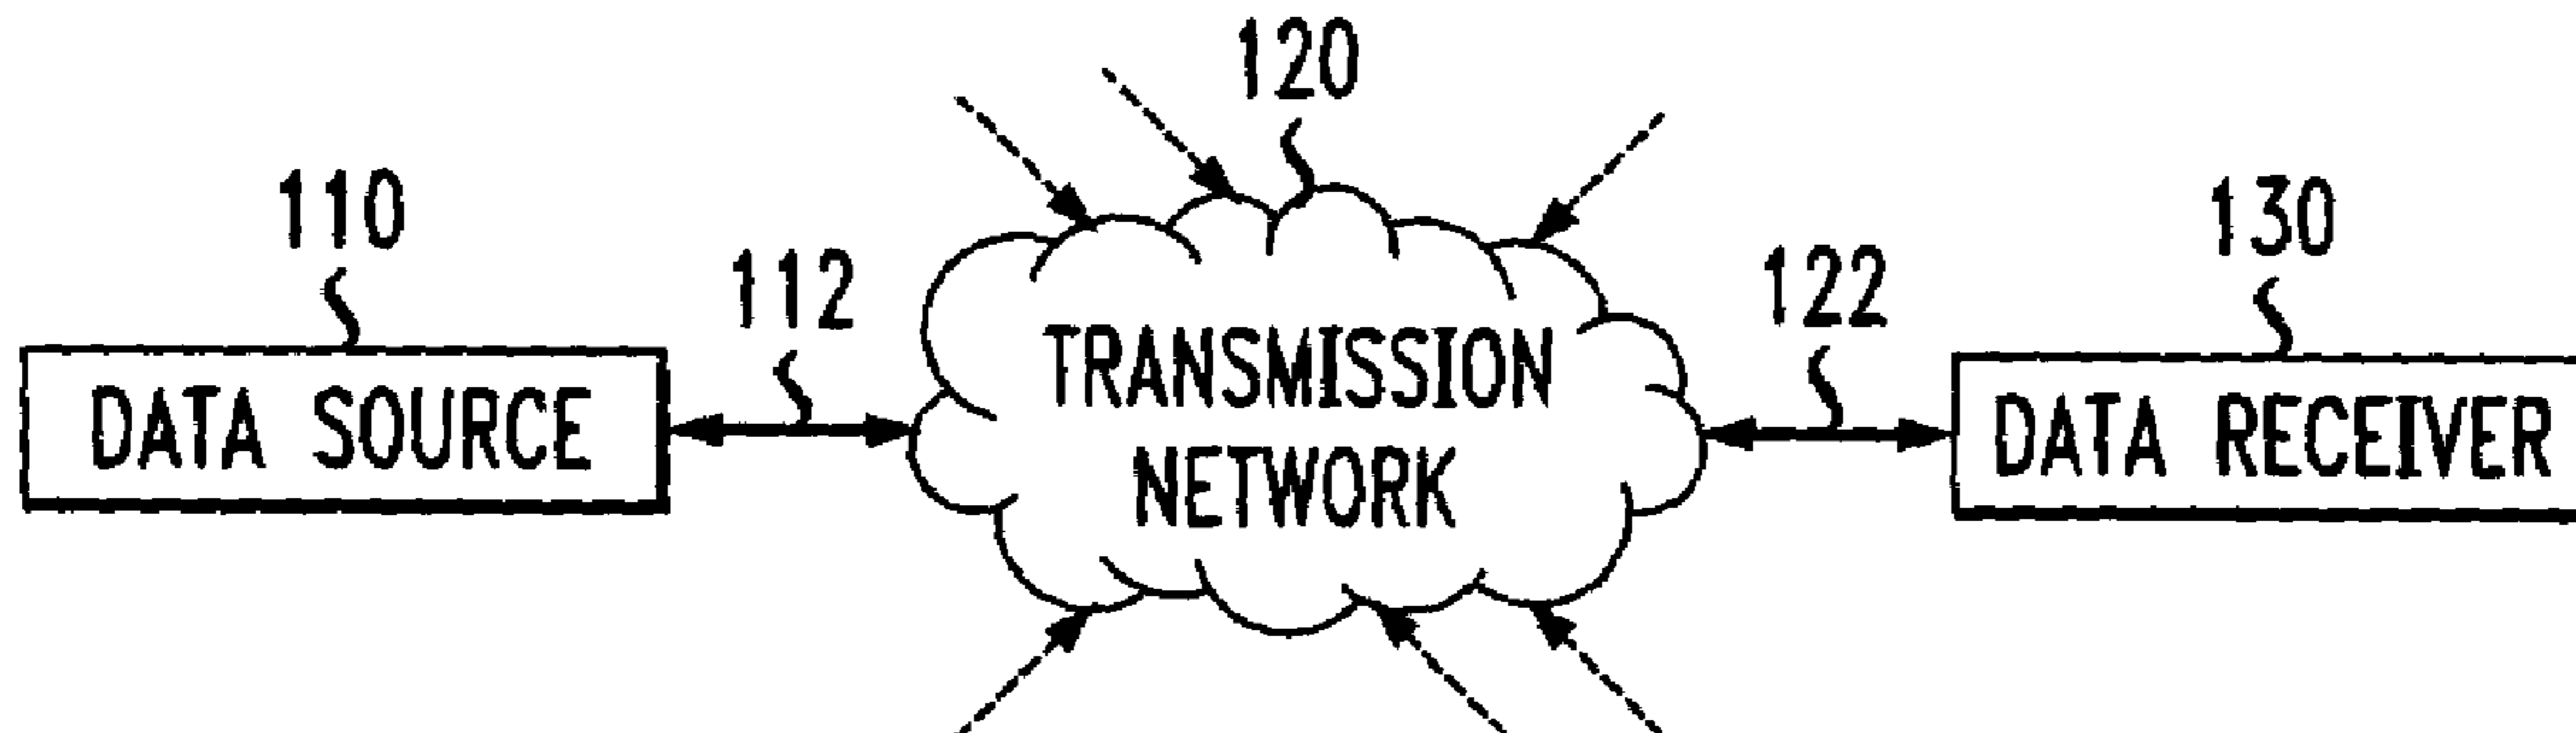 120
110
130
112
122
DATA SOURCE
TRANSMISSION
NETWORK
DATA RECEIVER